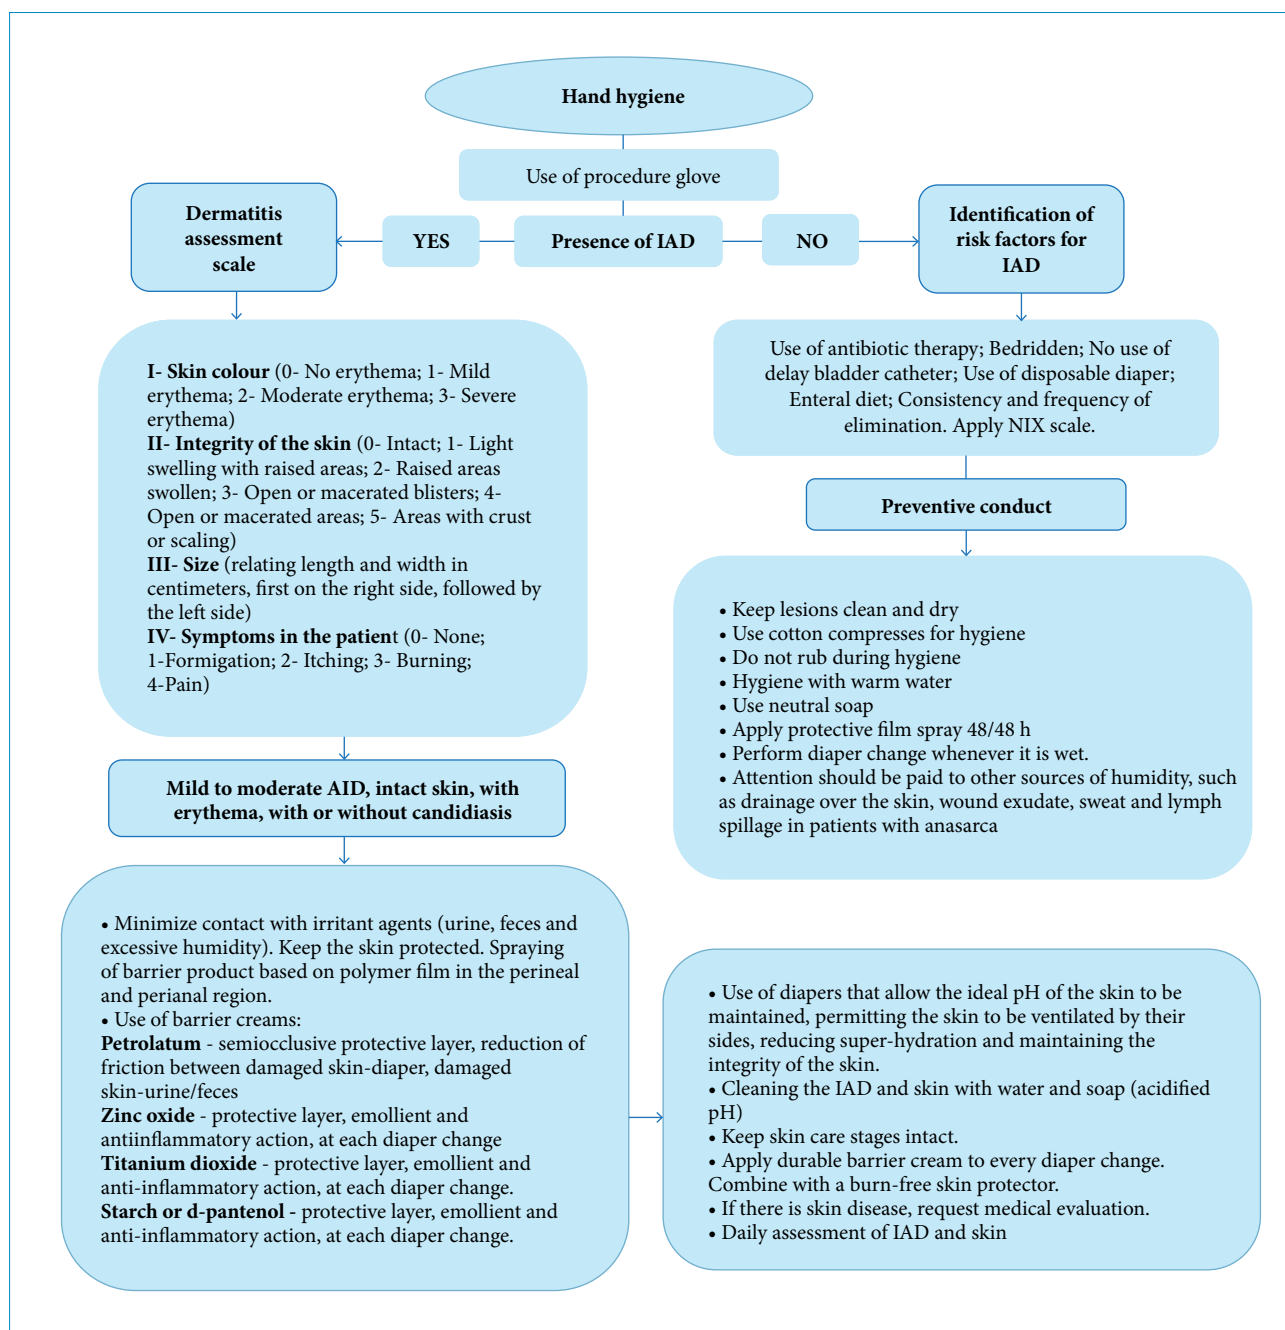 Hand hygiene
Use of procedure glove
Dermatitis
assessment
scale
YES
Presence of IAD
NO
Identification of
risk factors for
IAD
I- Skin colour (0- No erythema; 1- Mild
erythema; 2- Moderate erythema; 3- Severe
erythema)
II- Integrity of the skin (0- Intact; 1- Light
swelling with raised areas; 2- Raised areas
swollen; 3- Open or macerated blisters; 4-
Open or macerated areas; 5- Areas with crust
or scaling)
III- Size (relating length and width in
centimeters, first on the right side, followed by
the left side)
IV- Symptoms in the patient (0- None;
1-Formigation; 2- Itching; 3- Burning;
4-Pain)
Use of antibiotic therapy; Bedridden; No use of
delay bladder catheter; Use of disposable diaper;
Enteral diet; Consistency and frequency of
elimination. Apply NIX scale.
Preventive conduct
• Keep lesions clean and dry
• Use cotton compresses for hygiene
• Do not rub during hygiene
• Hygiene with warm water
• Use neutral soap
• Apply protective film spray 48/48 h
• Perform diaper change whenever it is wet.
• Attention should be paid to other sources of humidity, such
as drainage over the skin, wound exudate, sweat and lymph
spillage in patients with anasarca
Mild to moderate AID, intact skin, with
erythema, with or without candidiasis
• Minimize contact with irritant agents (urine, feces and
excessive humidity). Keep the skin protected. Spraying
of barrier product based on polymer film in the perineal
and perianal region.
• Use of barrier creams:
Petrolatum - semiocclusive protective layer, reduction of
friction between damaged skin-diaper, damaged
skin-urine/feces
Zinc oxide - protective layer, emollient and
antiinflammatory action, at each diaper change
Titanium dioxide - protective layer, emollient and
anti-inflammatory action, at each diaper change.
Starch or d-pantenol - protective layer, emollient and
anti-inflammatory action, at each diaper change.
• Use of diapers that allow the ideal pH of the skin to be
maintained, permitting the skin to be ventilated by their
sides, reducing super-hydration and maintaining the
integrity of the skin.
• Cleaning the IAD and skin with water and soap (acidified
pH)
• Keep skin care stages intact.
• Apply durable barrier cream to every diaper change.
Combine with a burn-free skin protector.
• If there is skin disease, request medical evaluation.
• Daily assessment of IAD and skin